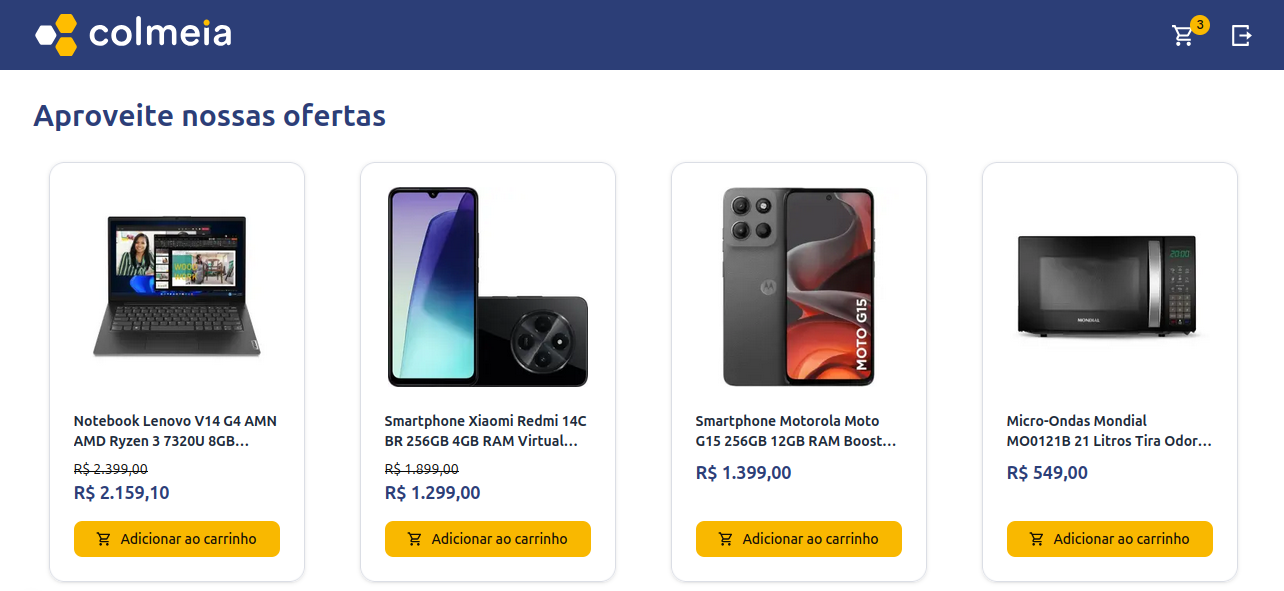 colmeia
3
Aproveite nossas ofertas
MOTO G15
20:00
MONDIAL
Notebook Lenovo V14 G4 AMN
AMD Ryzen 3 7320U 8GB...
R$ 2.399,00
R$ 2.159,10
Adicionar ao carrinho
Smartphone Xiaomi Redmi 14C
BR 256GB 4GB RAM Virtual...
R$ 1.899,00
R$ 1.299,00
Adicionar ao carrinho
Smartphone Motorola Moto
G15 256GB 12GB RAM Boost...
R$ 1.399,00
Adicionar ao carrinho
Micro-Ondas Mondial
MO0121B 21 Litros Tira Odor...
R$ 549,00
Adicionar ao carrinho